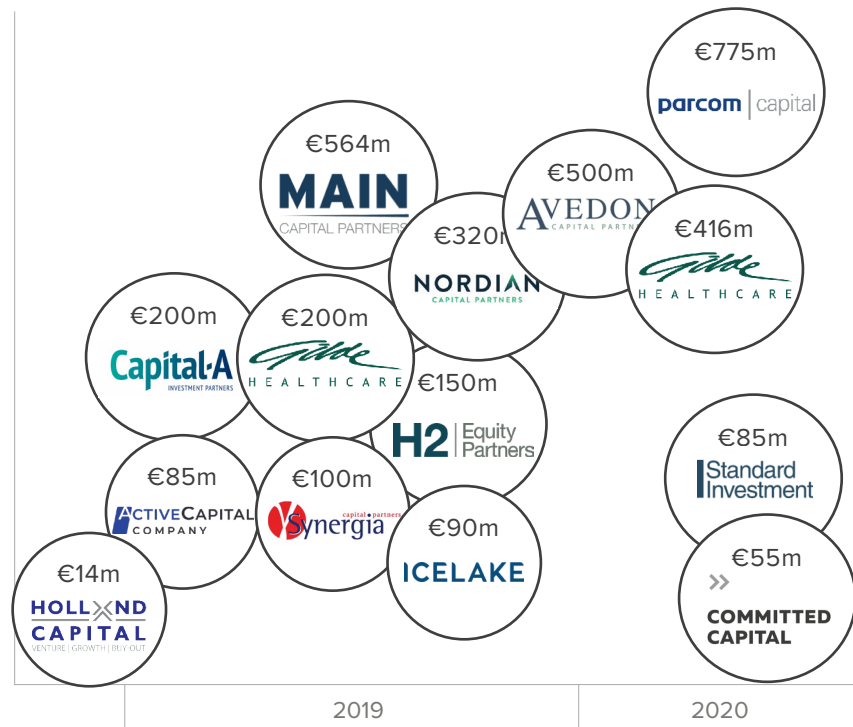 €775m
parcom | capital
€564m
MAIN
CAPITAL PARTNERS
€500m
AVEDON
CAPITAL PARTN
€416m
Gilde
HEALTHCARE
€320m
NORDIAN
CAPITAL PARTNERS
€200m
Capital·A
INVESTMENT PARTNERS
€200m
Gilde
HEALTHCARE
€150m
H2 | Equity
Partners
€85m
Standard
Investment
€85m
ACTIVECAPITAL
COMPANY
€100m
capital partners
Synergia
€90m
ICELAKE
€55m
»
COMMITTED
CAPITAL
€14m
HOLLAND
CAPITAL
VENTURE | GROWTH | BUY-OUT
2019
2020